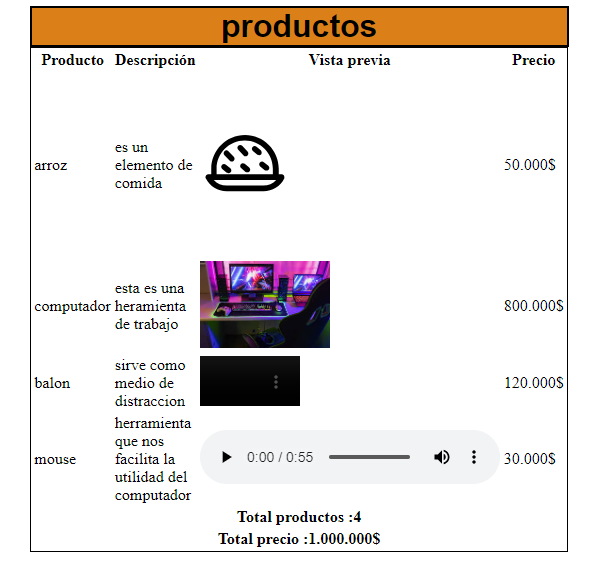 productos
Producto Descripción Vista previa Precio
arroz
es un
elemento de
comida
50.000$
computador
esta es una
heramienta
de trabajo
800.000$
balon
sirve como
medio de
distraccion
120.000$
mouse
herramienta
que nos
facilita la
utilidad del
computador
0:00 / 0:55
30.000$
Total productos :4
Total precio :1.000.000$